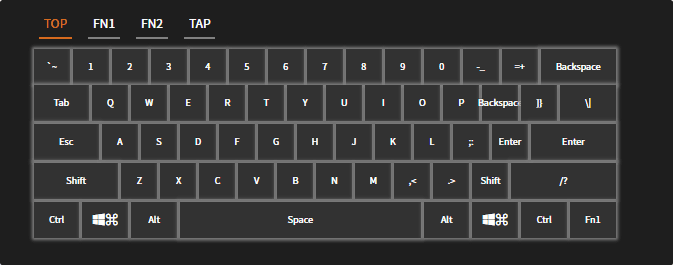 TOP FN1 FN2 TAP
`~ 1 2 3 4 5 6 7 8 9 0 -_ =+ Backspace
Tab Q W E R T Y U I O P Backspace ]} \|
Esc A S D F G H J K L ;: Enter Enter
Shift Z X C V B N M ,< .> Shift /?
Ctrl ⌘ Alt Space Alt ⌘ Ctrl Fn1